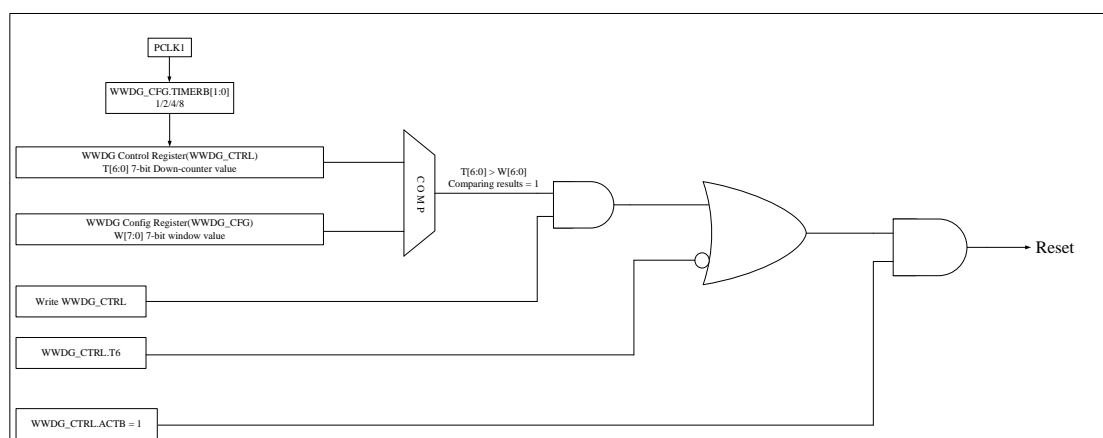 PCLK1
WWDG_CFG.TIMERB[1:0]
1/2/4/8
WWDG Control Register(WWDG_CTRL)
T[6:0] 7-bit Down-counter value
COMP
T[6:0] > W[6:0]
Comparing results = 1
WWDG Config Register(WWDG_CFG)
W[7:0] 7-bit window value
Reset
Write WWDG_CTRL
WWDG_CTRL.T6
WWDG_CTRL.ACTB = 1